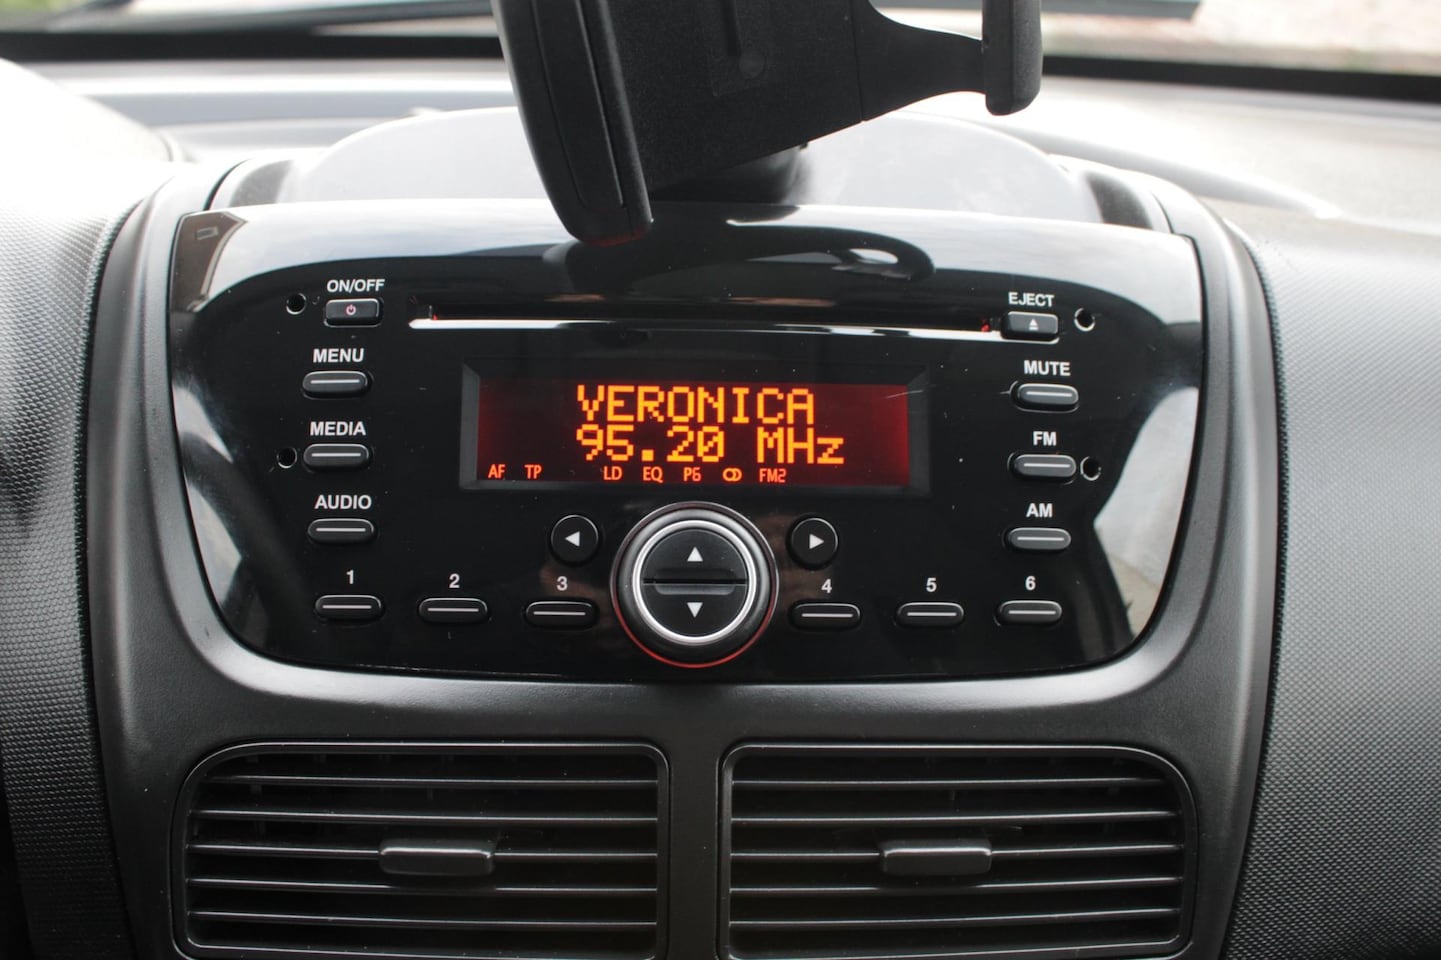 ON/OFF
EJECT
MENU
MUTE
VERONICA
95.20 MHz
MEDIA
FM
AF TP LD EQ P6 FM2
AUDIO
AM
1 2 3 4 5 6